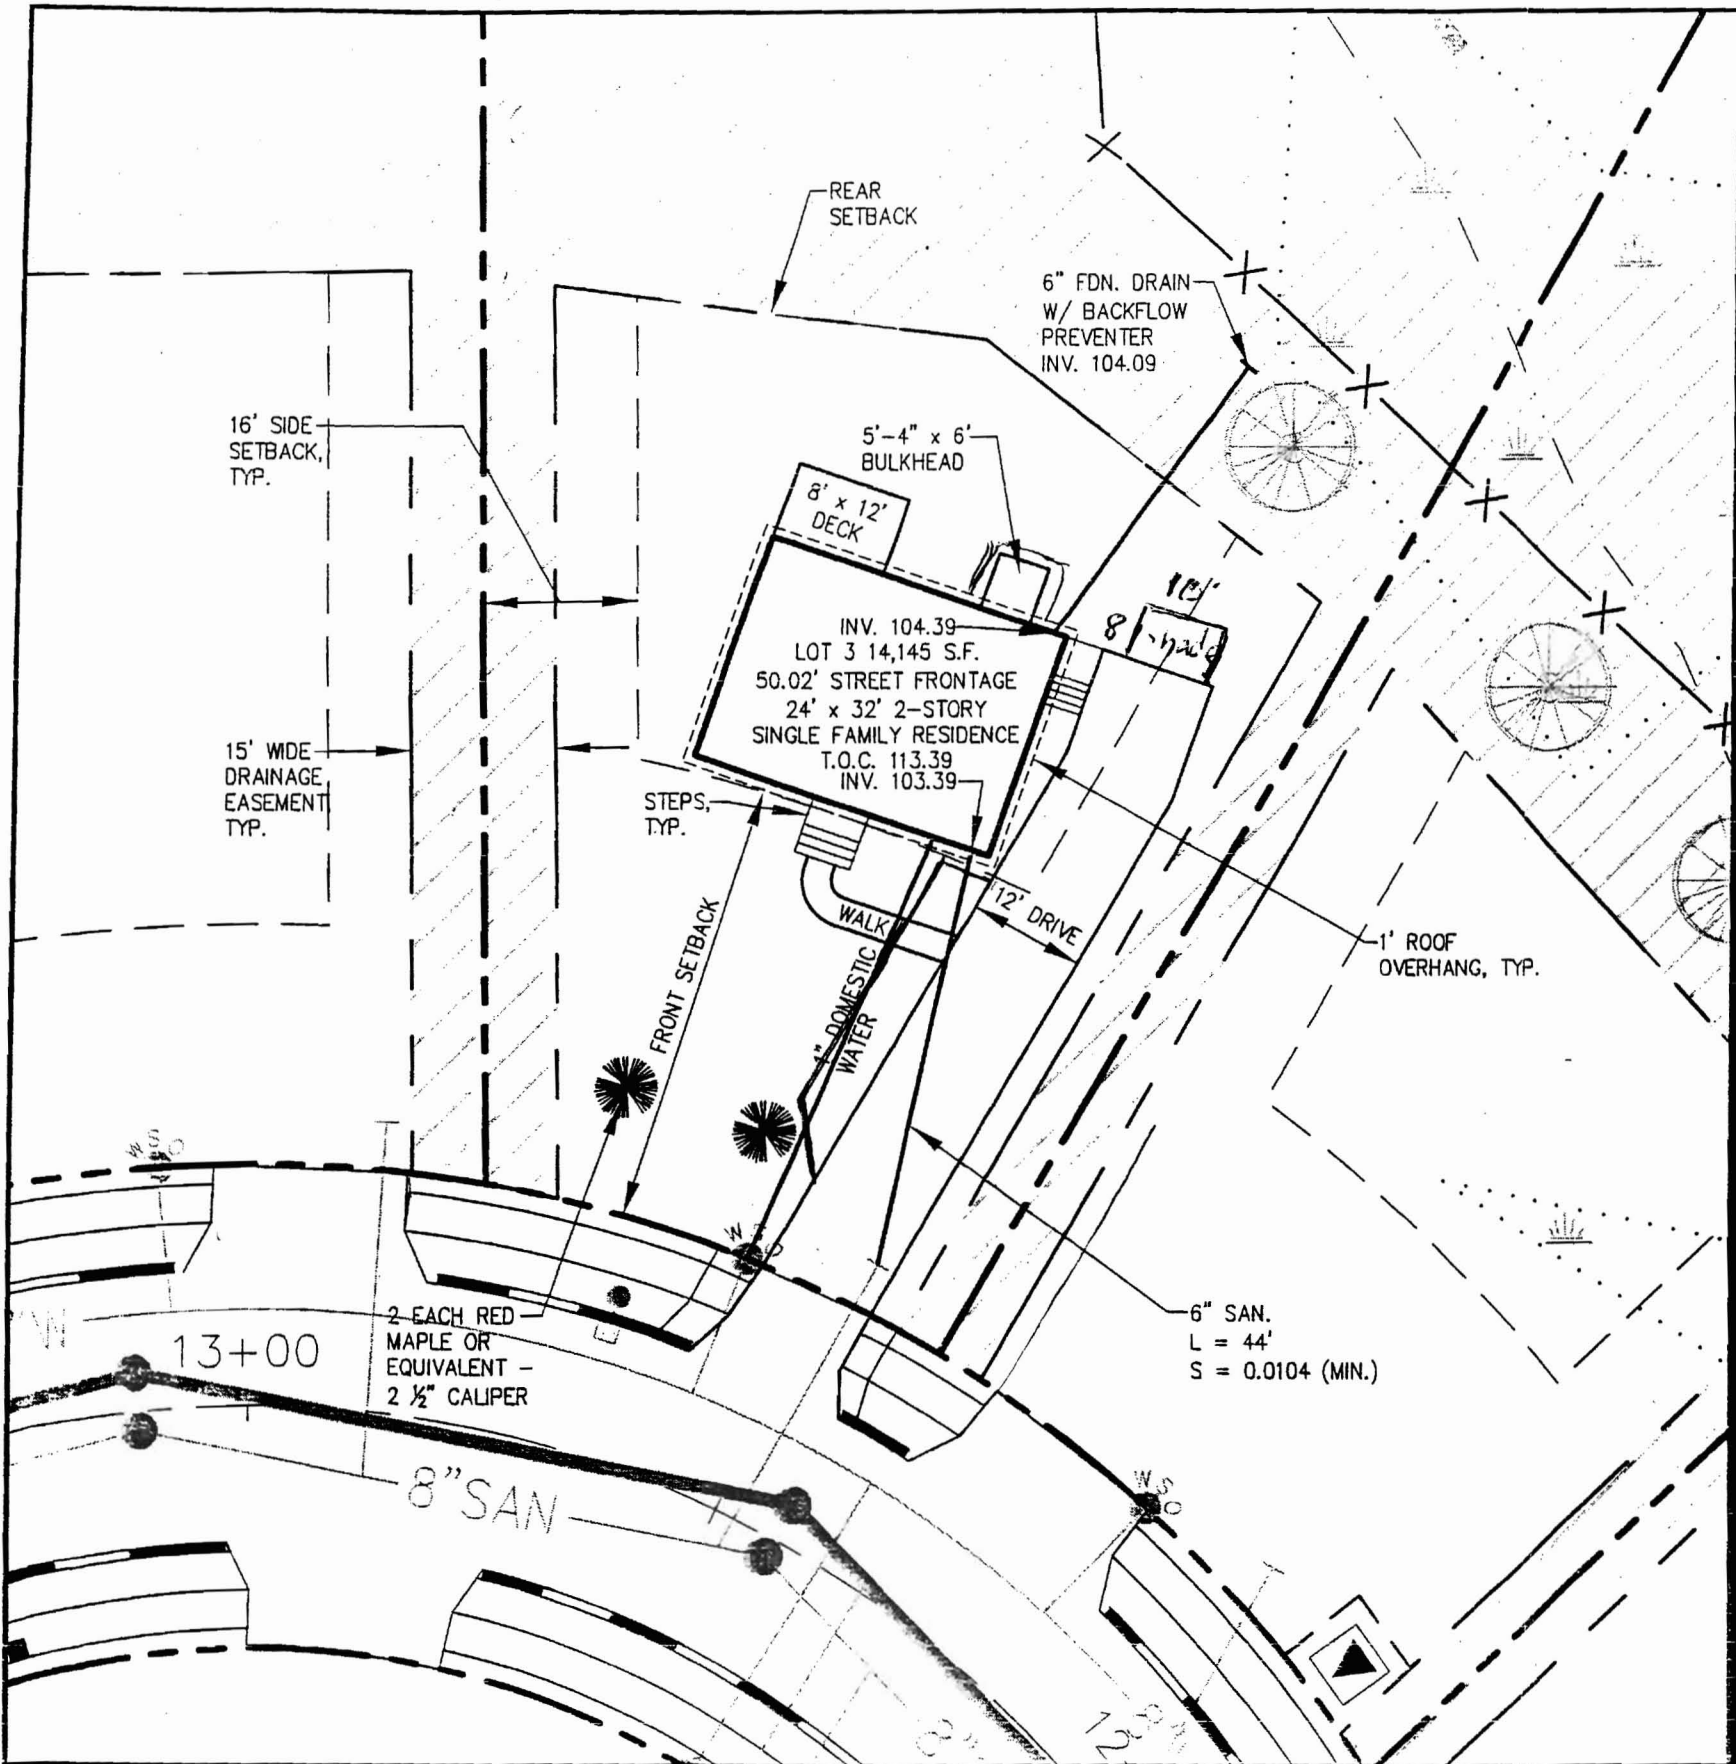 REAR
SETBACK
6" FDN. DRAIN
W/ BACKFLOW
PREVENTER
INV. 104.09
16' SIDE
SETBACK,
TYP.
5'-4" x 6'
BULKHEAD
8' x 12'
DECK
8
INV. 104.39
LOT 3 14,145 S.F.
50.02' STREET FRONTAGE
24' x 32' 2-STORY
SINGLE FAMILY RESIDENCE
T.O.C. 113.39
INV. 103.39
15' WIDE
DRAINAGE
EASEMENT
TYP.
STEPS,
TYP.
FRONT SETBACK
WALK
12' DRIVE
1" DOMESTIC
WATER
1' ROOF
OVERHANG, TYP.
W S
W
2 EACH RED
MAPLE OR
EQUIVALENT -
2 ½" CALIPER
6" SAN.
L = 44'
S = 0.0104 (MIN.)
W
13+00
8"SAN
W S
8"
12